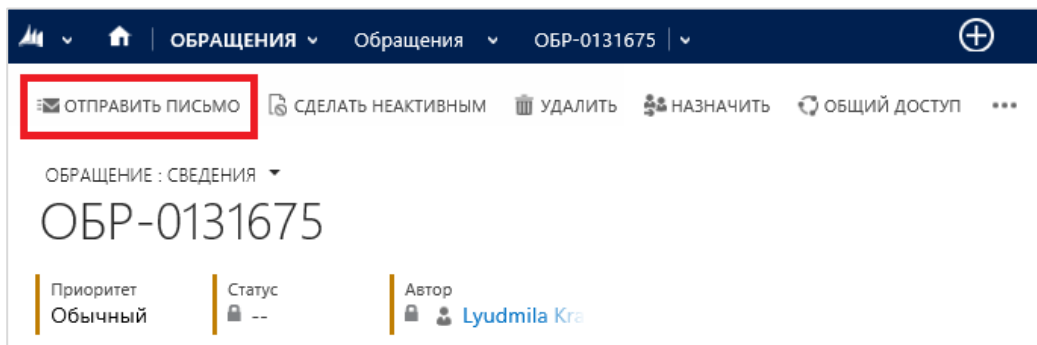 ОБРАЩЕНИЯ Обращения ОБР-0131675
ОТПРАВИТЬ ПИСЬМО СДЕЛАТЬ НЕАКТИВНЫМ УДАЛИТЬ НАЗНАЧИТЬ ОБЩИЙ ДОСТУП ...
ОБРАЩЕНИЕ : СВЕДЕНИЯ
ОБР-0131675
Приоритет Статус Автор
Обычный -- Lyudmila